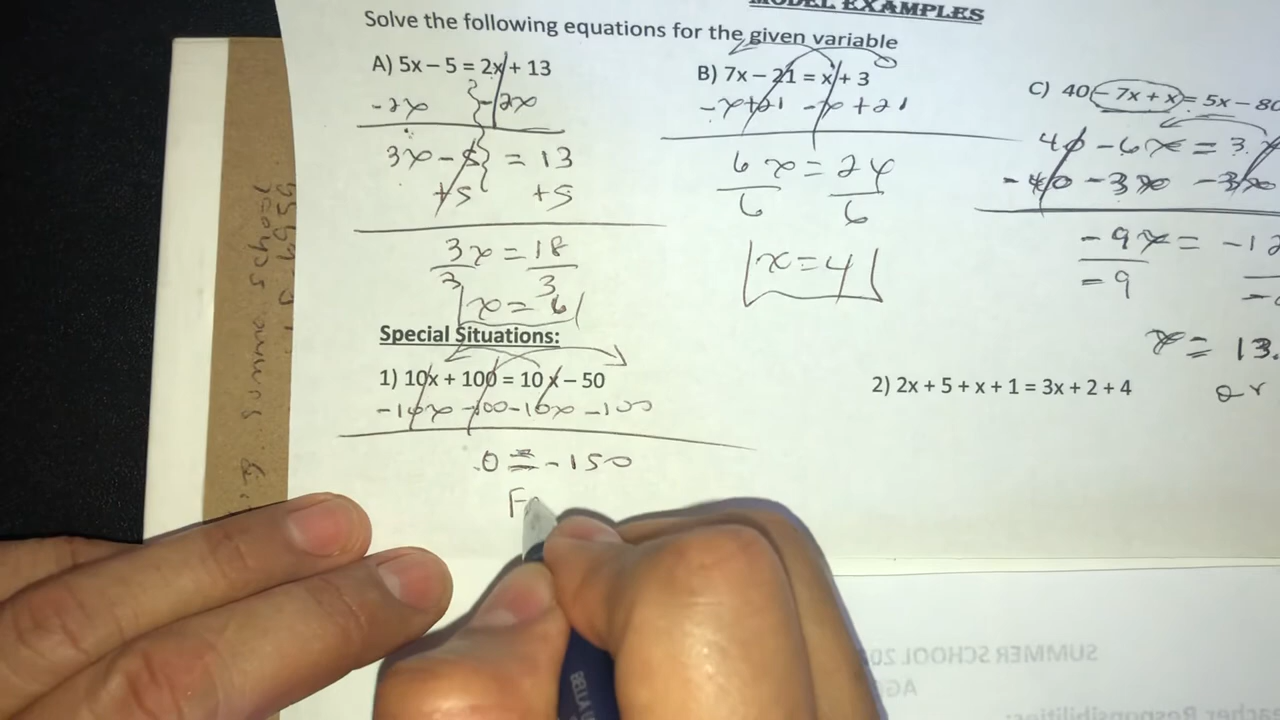 MODEL EXAMPLES
Solve the following equations for the given variable
A) 5x – 5 = 2x + 13
-2x -2x
3x - 5 = 13
+5 +5
3x = 18
3 3
x = 6
B) 7x – 21 = x + 3
-x +21 -x +21
6x = 24
6 6
x = 4
C) 40 – 7x + x = 5x – 80
40 - 6x = 3x
-40 - 3x -3x
-9x = -12
-9
x = 13.
or
Special Situations:
1) 10x + 100 = 10x – 50
-10x -100 -10x -100
0 = -150
2) 2x + 5 + x + 1 = 3x + 2 + 4
SUMMER SCHOOL
BELLA